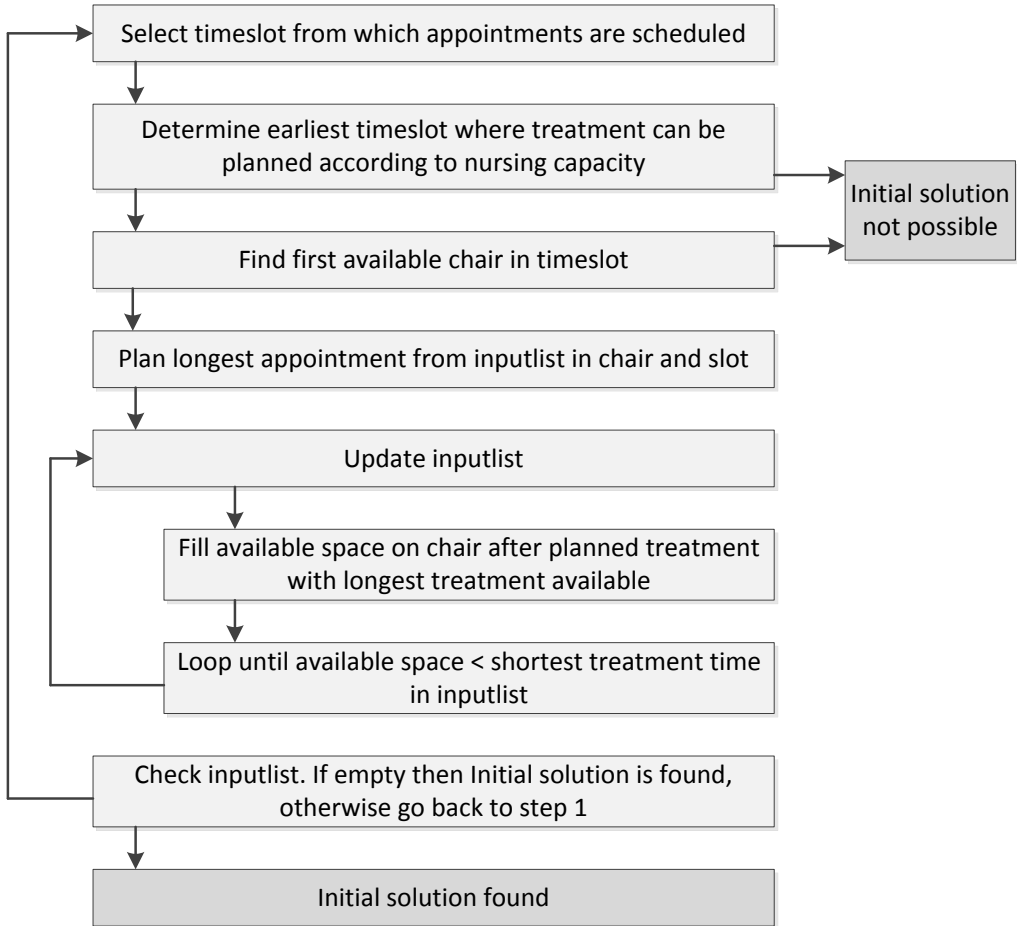 Select timeslot from which appointments are scheduled
Determine earliest timeslot where treatment can be
planned according to nursing capacity
Initial solution
not possible
Find first available chair in timeslot
Plan longest appointment from inputlist in chair and slot
Update inputlist
Fill available space on chair after planned treatment
with longest treatment available
Loop until available space < shortest treatment time
in inputlist
Check inputlist. If empty then Initial solution is found,
otherwise go back to step 1
Initial solution found